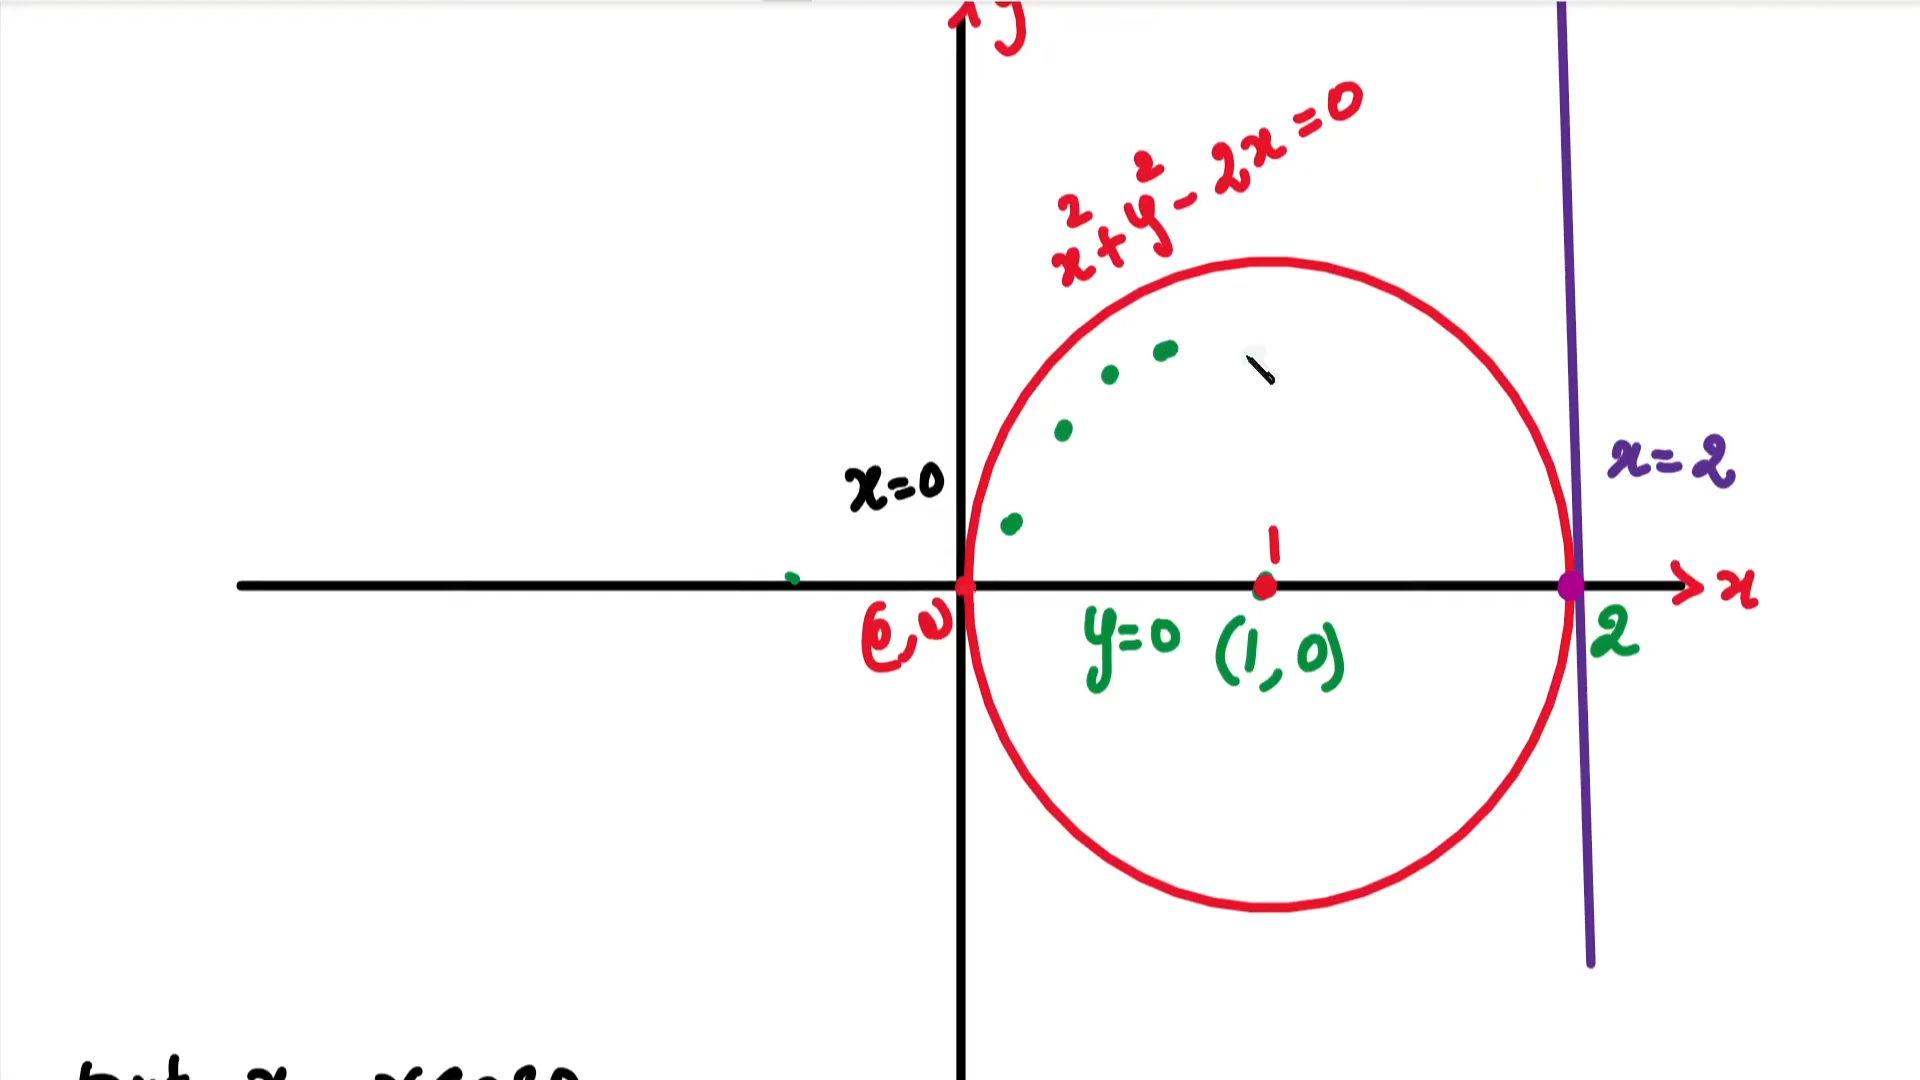 y
x² + y² - 2x = 0
x = 2
x = 0
1
x
(0,0)
y = 0 (1, 0)
2